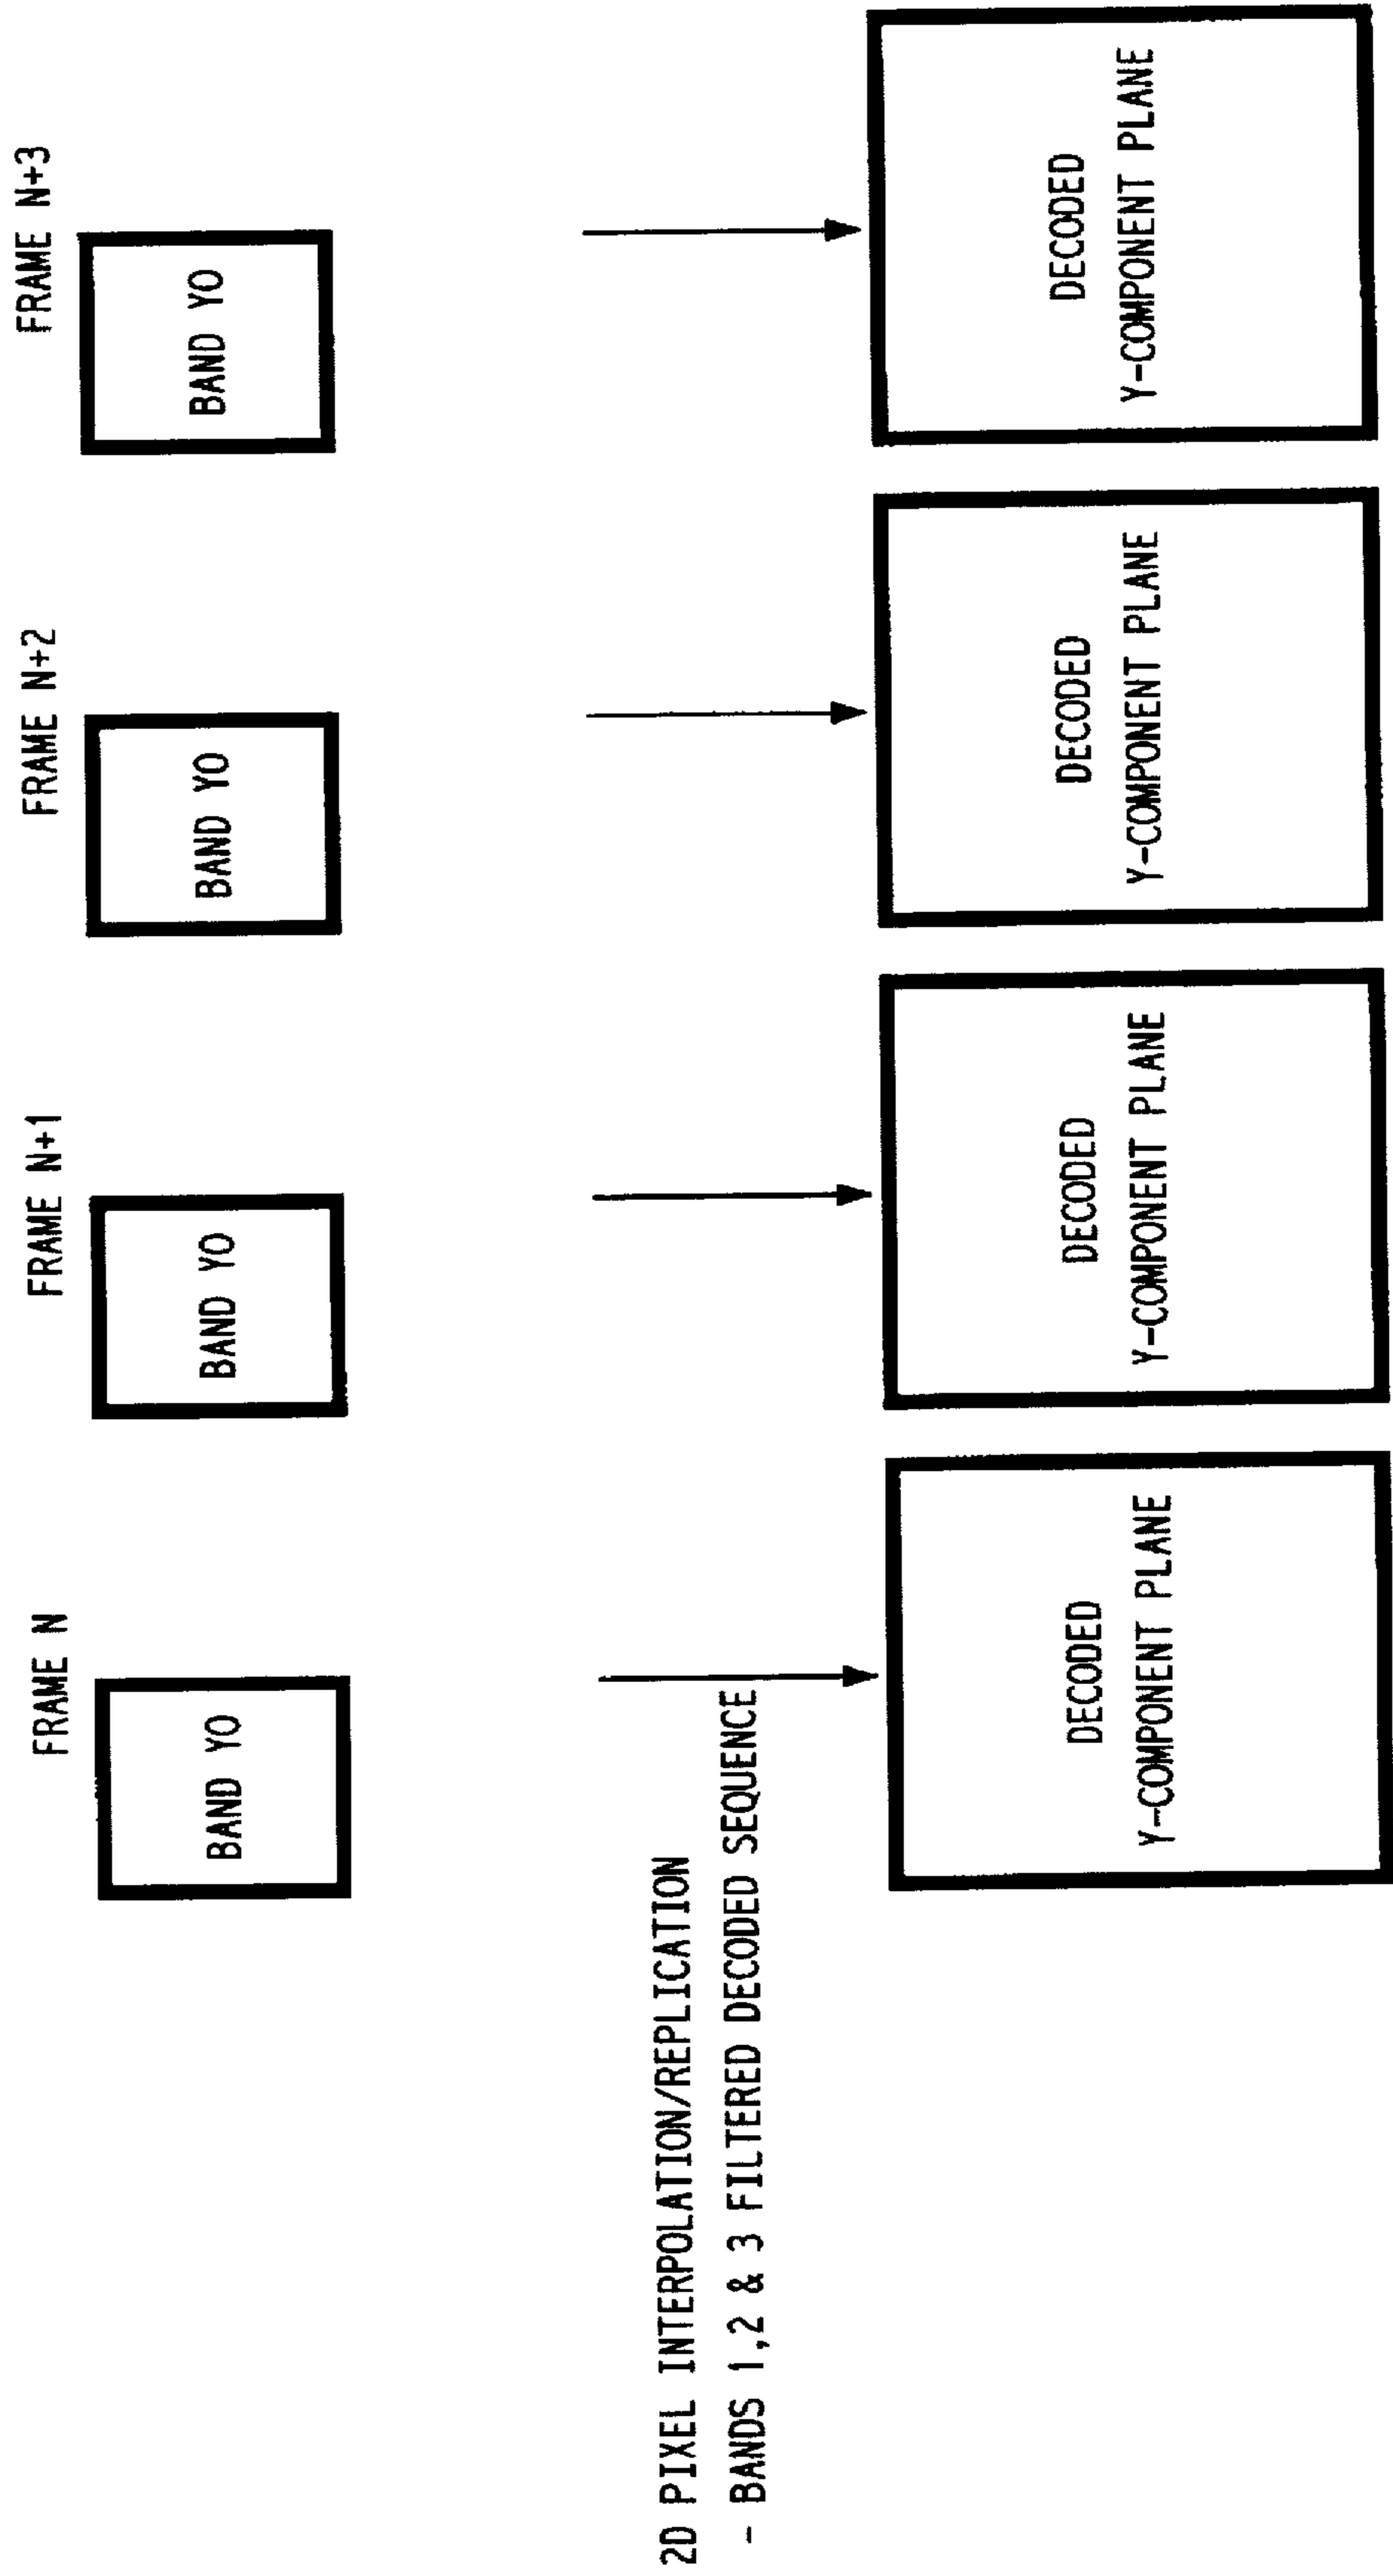 FRAME N
FRAME N+1
FRAME N+2
FRAME N+3
BAND YO
BAND YO
BAND YO
BAND YO
2D PIXEL INTERPOLATION/REPLICATION
- BANDS 1,2 & 3 FILTERED DECODED SEQUENCE
DECODED
Y-COMPONENT PLANE
DECODED
Y-COMPONENT PLANE
DECODED
Y-COMPONENT PLANE
DECODED
Y-COMPONENT PLANE